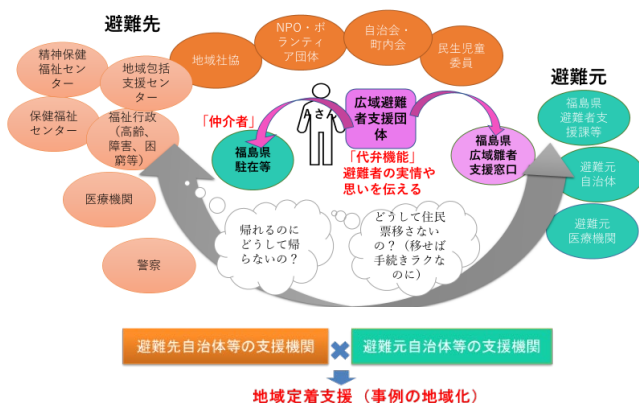 避難先
精神保健
福祉セン
ター
地域包括
支援セン
ター
保健福祉
センター
福祉行政
(高齢、
障害、困
窮等)
医療機関
警察
地域社協
NPO・ボ
ランティ
ア団体
自治会・
町内会
民生児童
委員
避難元
福島県
避難者支
援課等
避難元
自治体
避難元
医療機関
Aさん
広域避難
者支援団
体
「仲介者」
福島県
駐在等
「代弁機能」
避難者の実情や
思いを伝える
福島県
広域難者
支援窓口
帰れるのに
どうして帰
らないの？
どうして住民
票移さない
の？（移せば
手続きラクな
のに）
避難先自治体等の支援機関
避難元自治体等の支援機関
地域定着支援（事例の地域化）